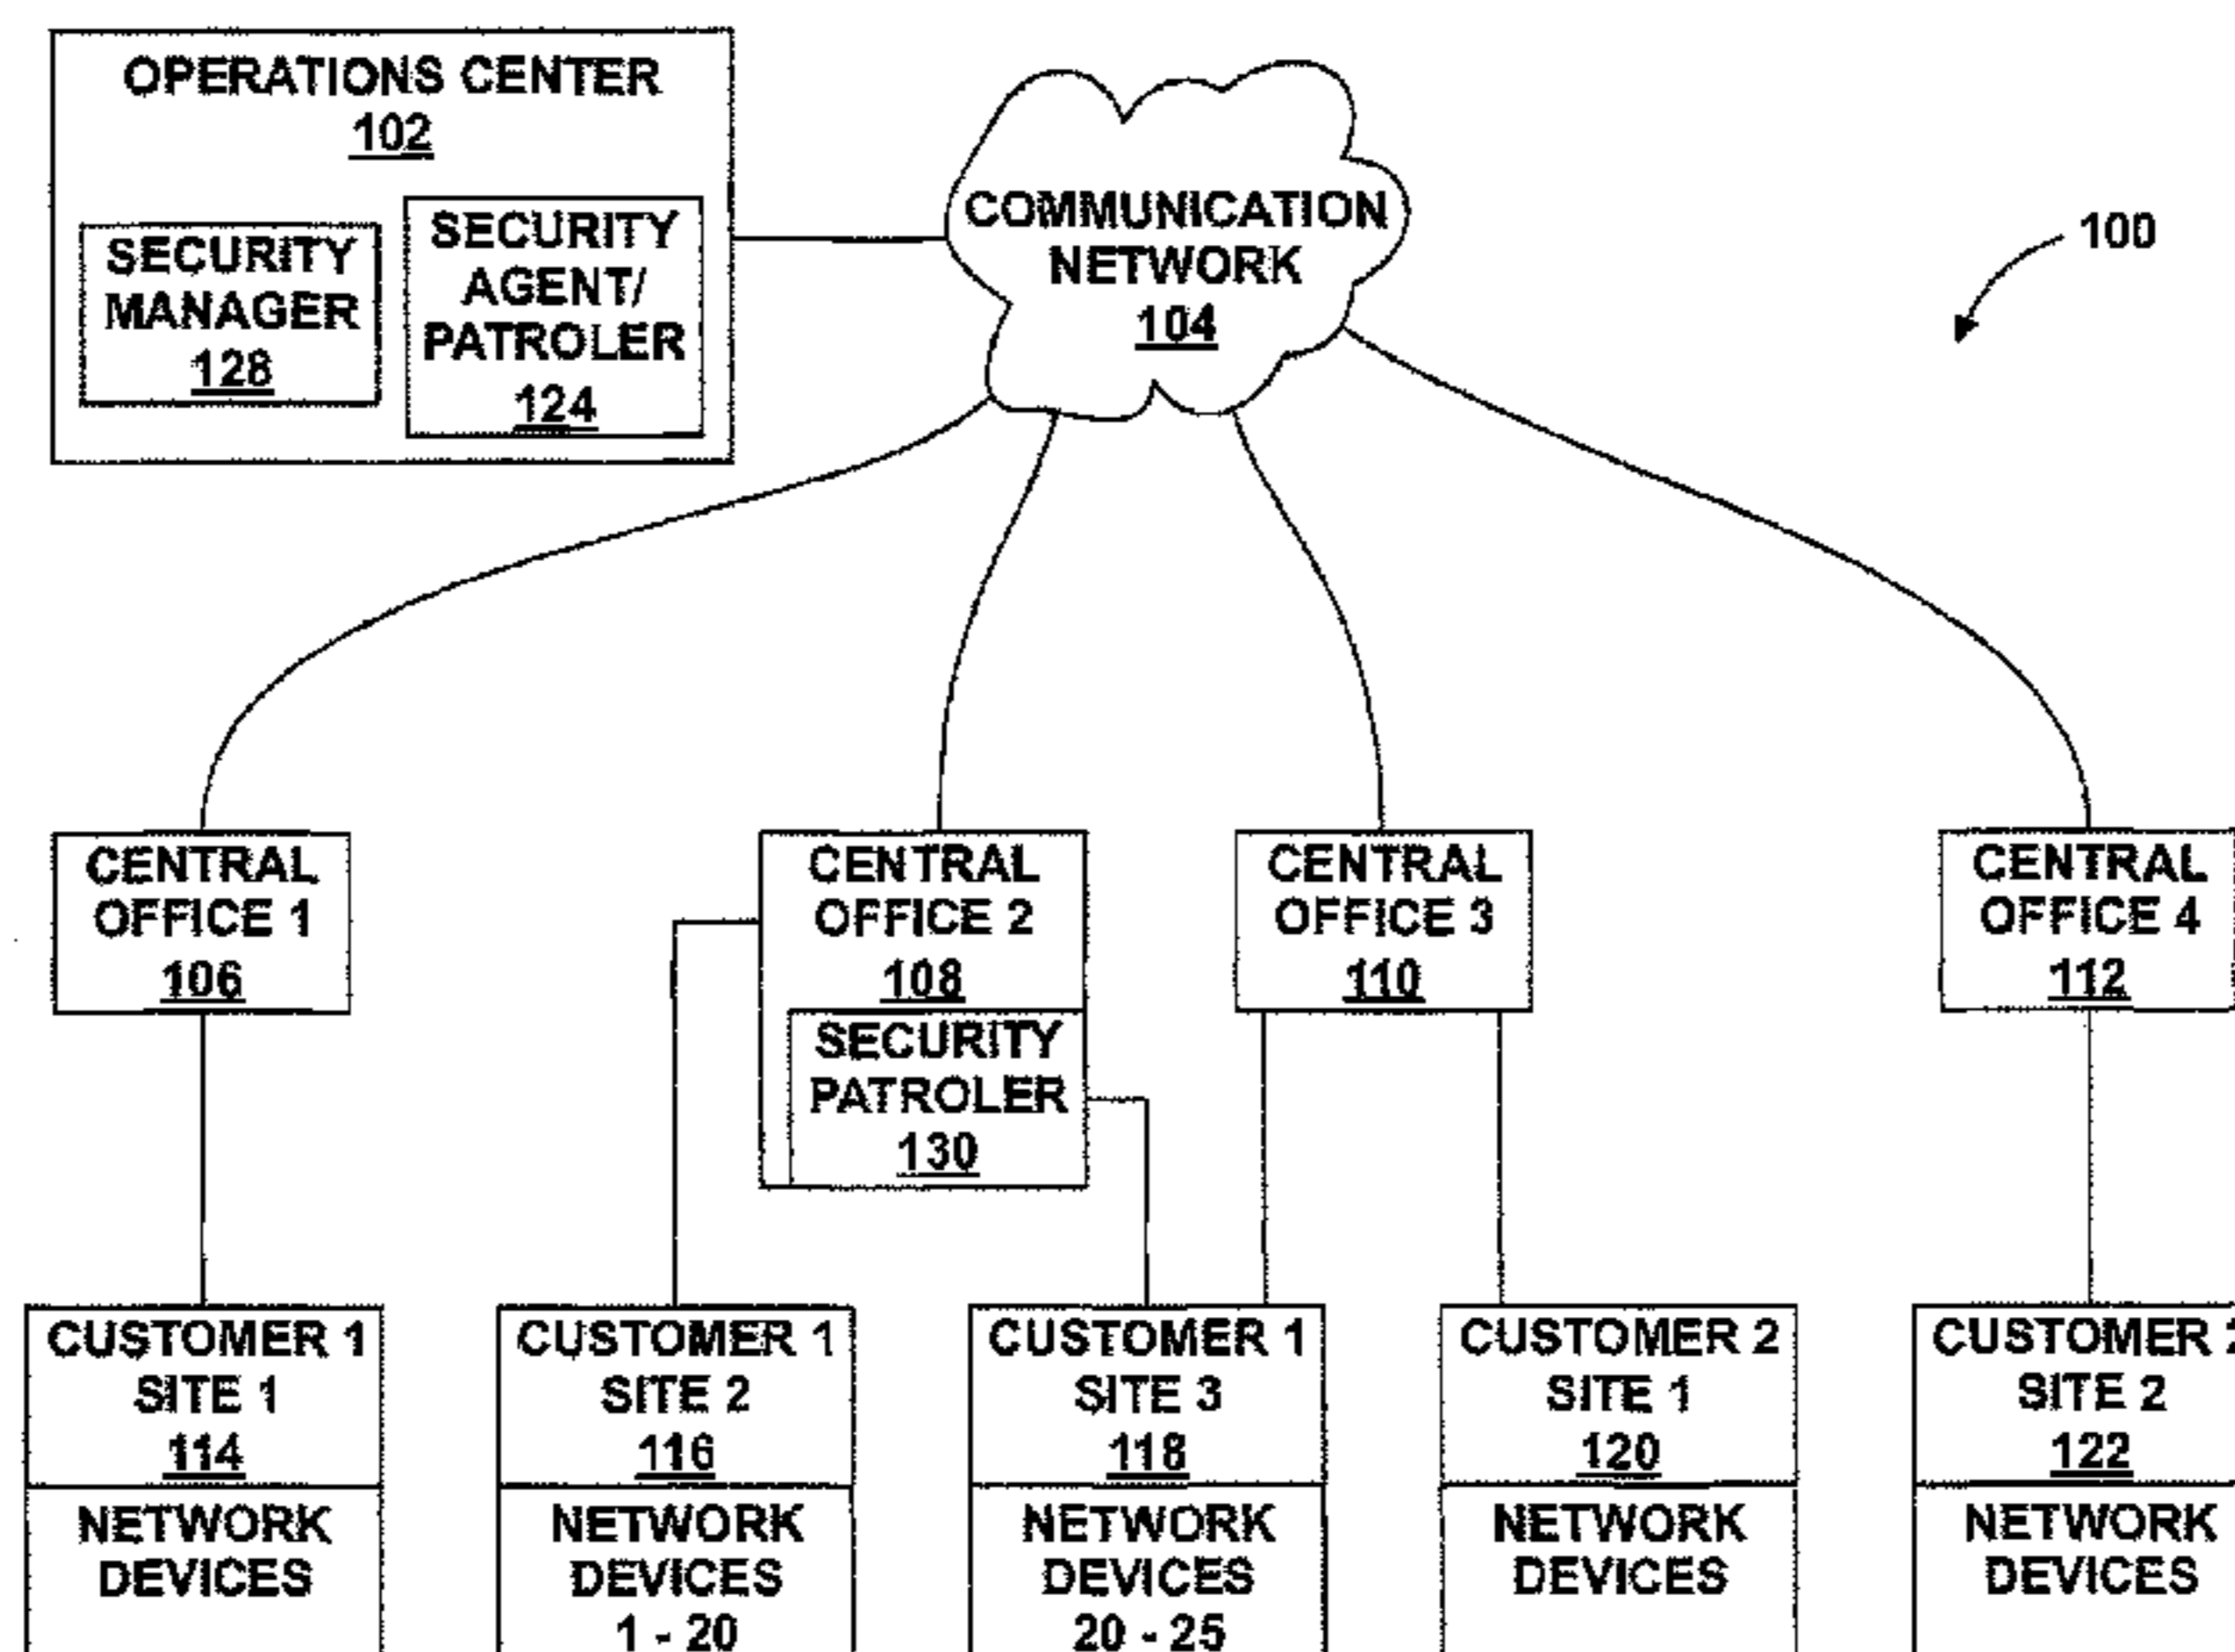 OPERATIONS CENTER
102
SECURITY
MANAGER
128
SECURITY
AGENT/
PATROLER
124
COMMUNICATION
NETWORK
104
100
CENTRAL
OFFICE 1
106
CENTRAL
OFFICE 2
108
SECURITY
PATROLER
130
CENTRAL
OFFICE 3
110
CENTRAL
OFFICE 4
112
CUSTOMER 1
SITE 1
114
NETWORK
DEVICES
CUSTOMER 1
SITE 2
116
NETWORK
DEVICES
1 - 20
CUSTOMER 1
SITE 3
118
NETWORK
DEVICES
20 - 25
CUSTOMER 2
SITE 1
120
NETWORK
DEVICES
CUSTOMER 2
SITE 2
122
NETWORK
DEVICES